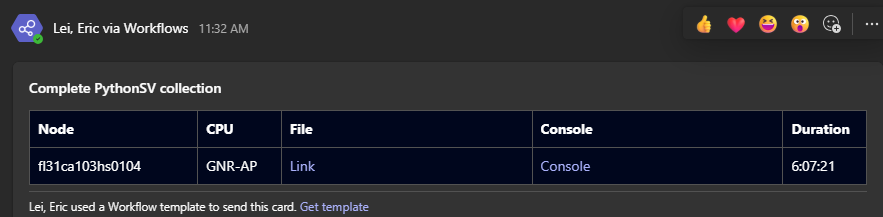 Lei, Eric via Workflows 11:32 AM
Complete PythonSV collection
Node CPU File Console Duration
fl31ca103hs0104 GNR-AP Link Console 6:07:21
Lei, Eric used a Workflow template to send this card. Get template